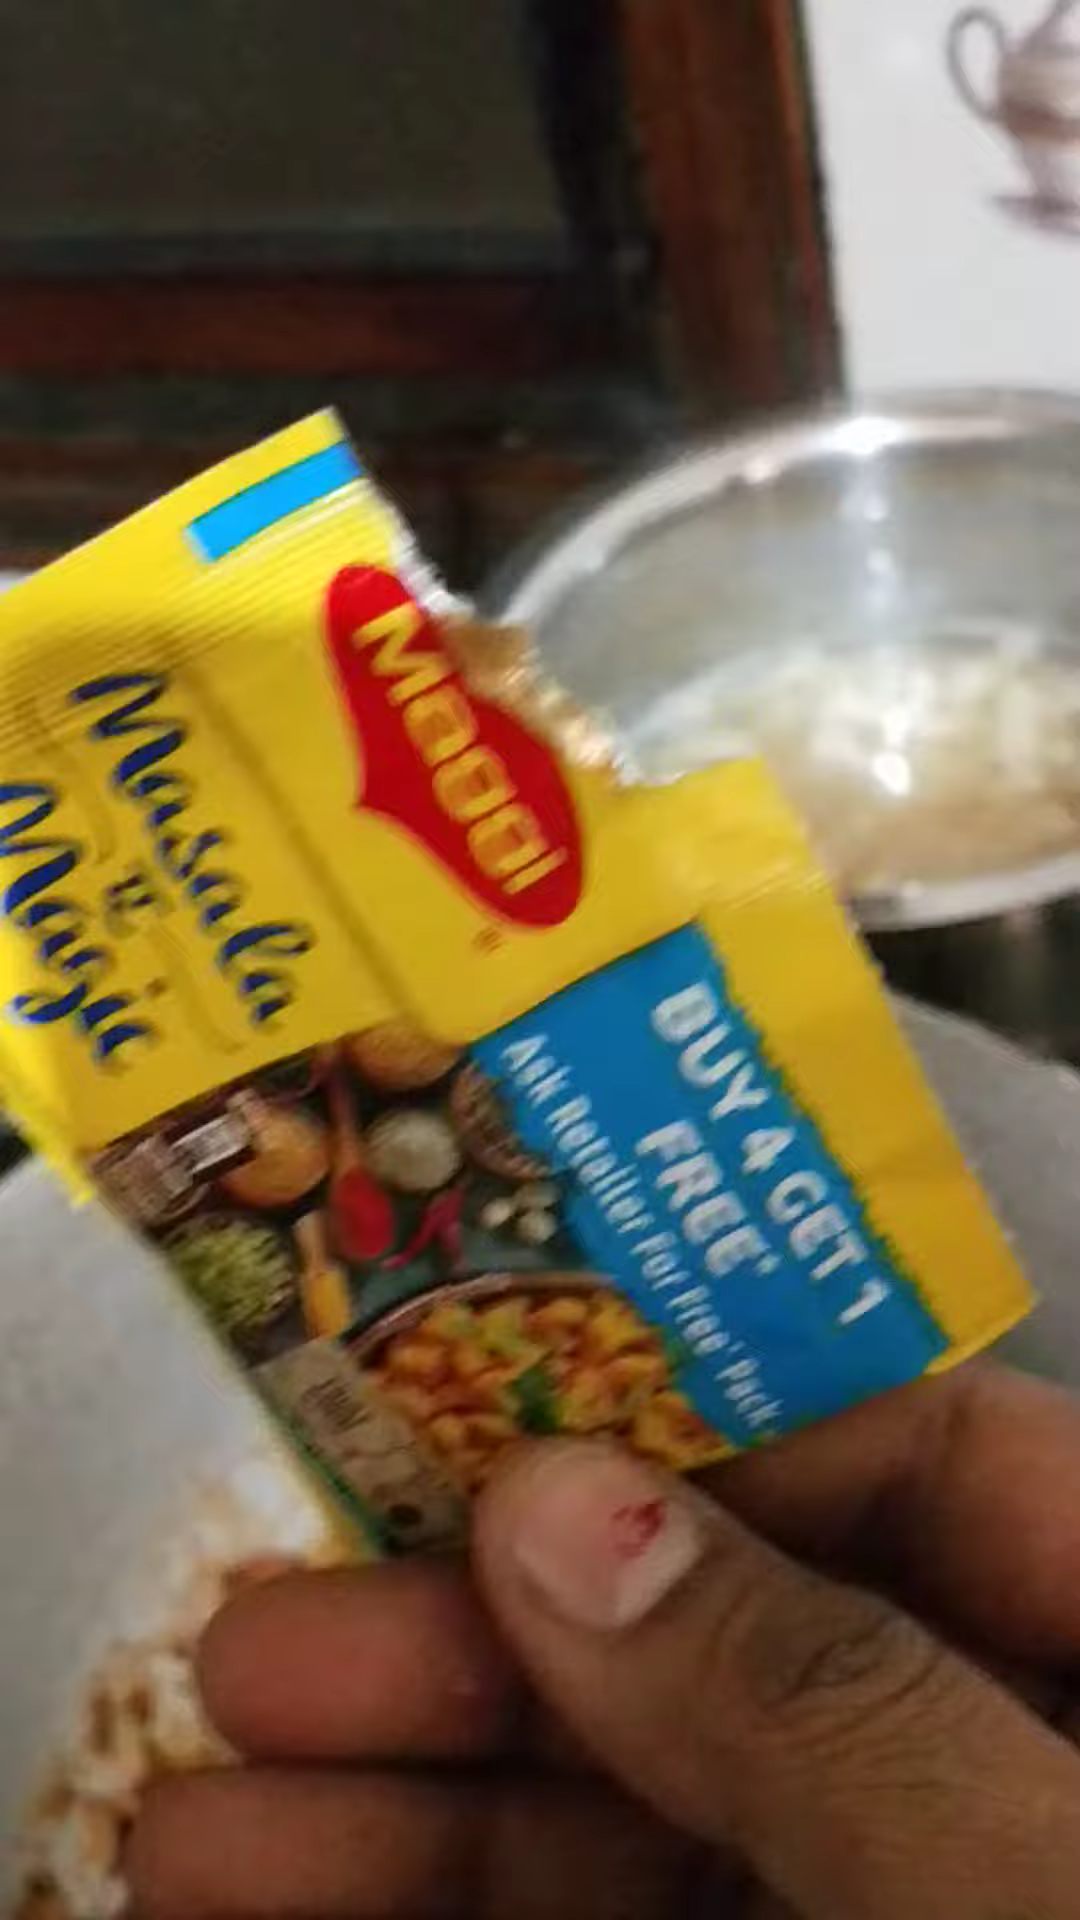 Maggi
Masala
ae
Magic
BUY 4 GET 1
FREE*
Ask Retailer For Free* Pack